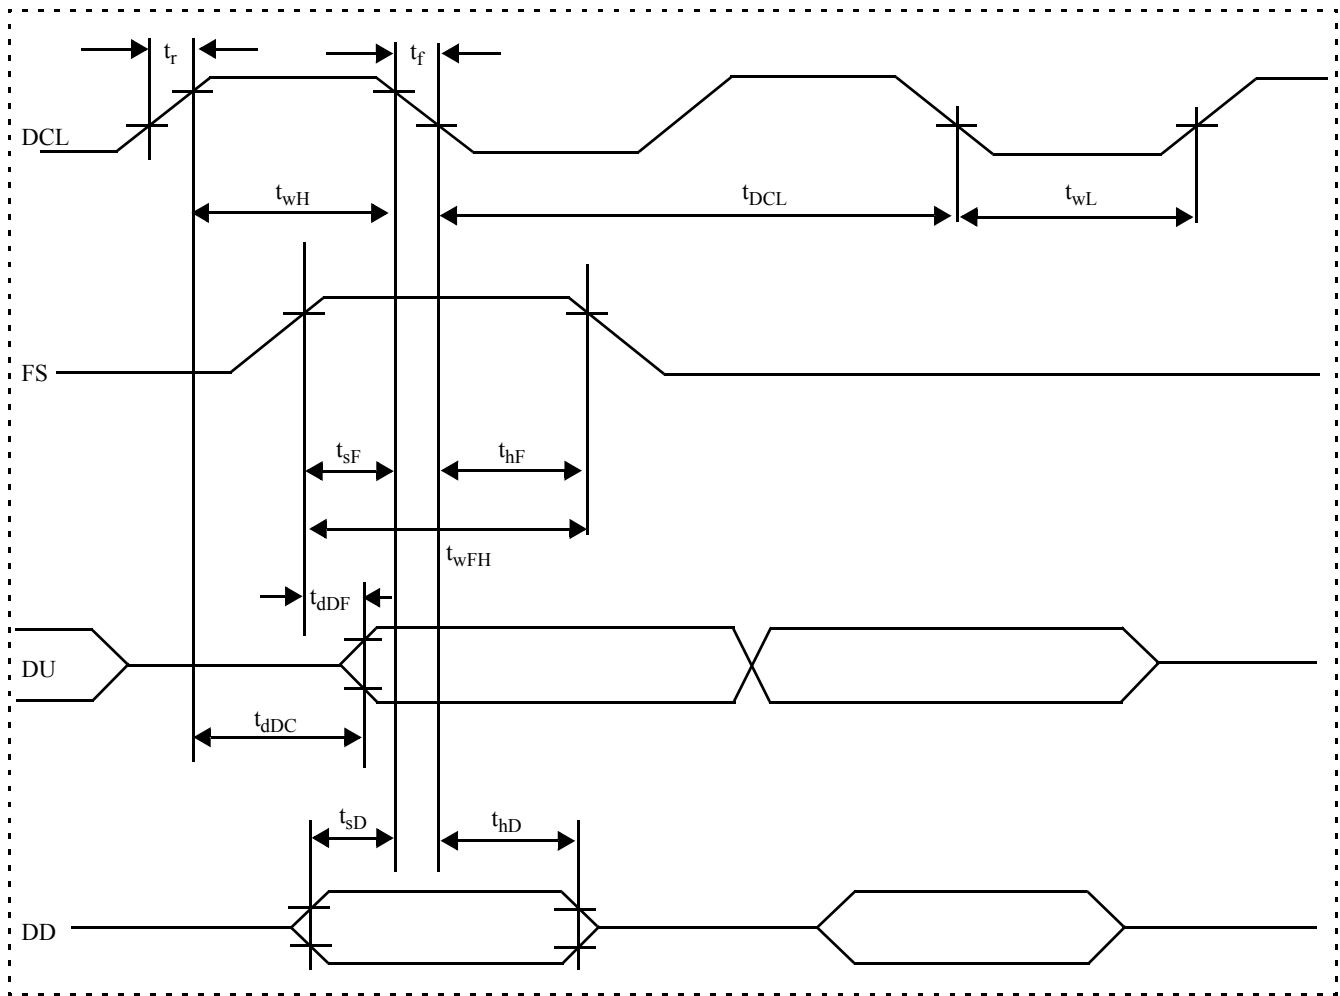 tr
tf
DCL
twH
tDCL
twL
FS
tsF
thF
twFH
tdDF
DU
tdDC
tsD
thD
DD